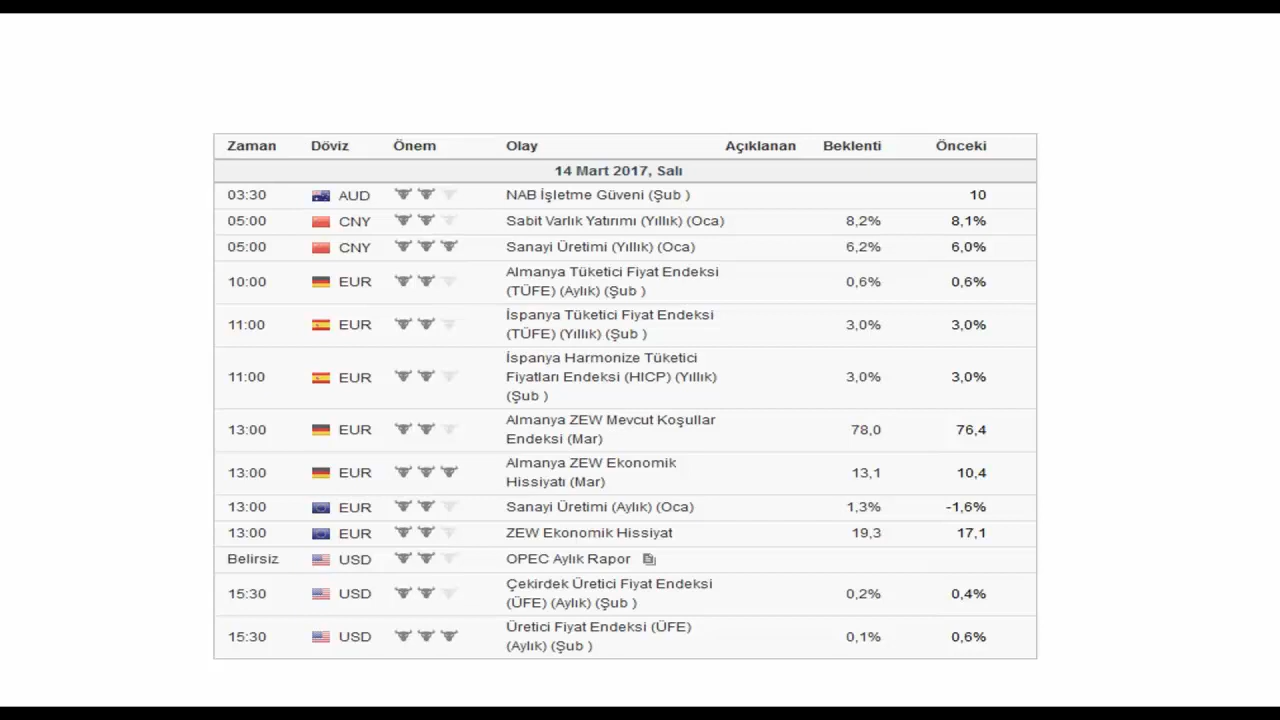 Zaman Döviz Önem Olay Açıklanan Beklenti Önceki
14 Mart 2017, Salı
03:30 AUD NAB İşletme Güveni (Şub ) 10
05:00 CNY Sabit Varlık Yatırımı (Yıllık) (Oca) 8,2% 8,1%
05:00 CNY Sanayi Üretimi (Yıllık) (Oca) 6,2% 6,0%
10:00 EUR Almanya Tüketici Fiyat Endeksi
(TÜFE) (Aylık) (Şub ) 0,6% 0,6%
11:00 EUR İspanya Tüketici Fiyat Endeksi
(TÜFE) (Yıllık) (Şub ) 3,0% 3,0%
11:00 EUR İspanya Harmonize Tüketici
Fiyatları Endeksi (HICP) (Yıllık)
(Şub ) 3,0% 3,0%
13:00 EUR Almanya ZEW Mevcut Koşullar
Endeksi (Mar) 78,0 76,4
13:00 EUR Almanya ZEW Ekonomik
Hissiyatı (Mar) 13,1 10,4
13:00 EUR Sanayi Üretimi (Aylık) (Oca) 1,3% -1,6%
13:00 EUR ZEW Ekonomik Hissiyat 19,3 17,1
Belirsiz USD OPEC Aylık Rapor
15:30 USD Çekirdek Üretici Fiyat Endeksi
(ÜFE) (Aylık) (Şub ) 0,2% 0,4%
15:30 USD Üretici Fiyat Endeksi (ÜFE)
(Aylık) (Şub ) 0,1% 0,6%